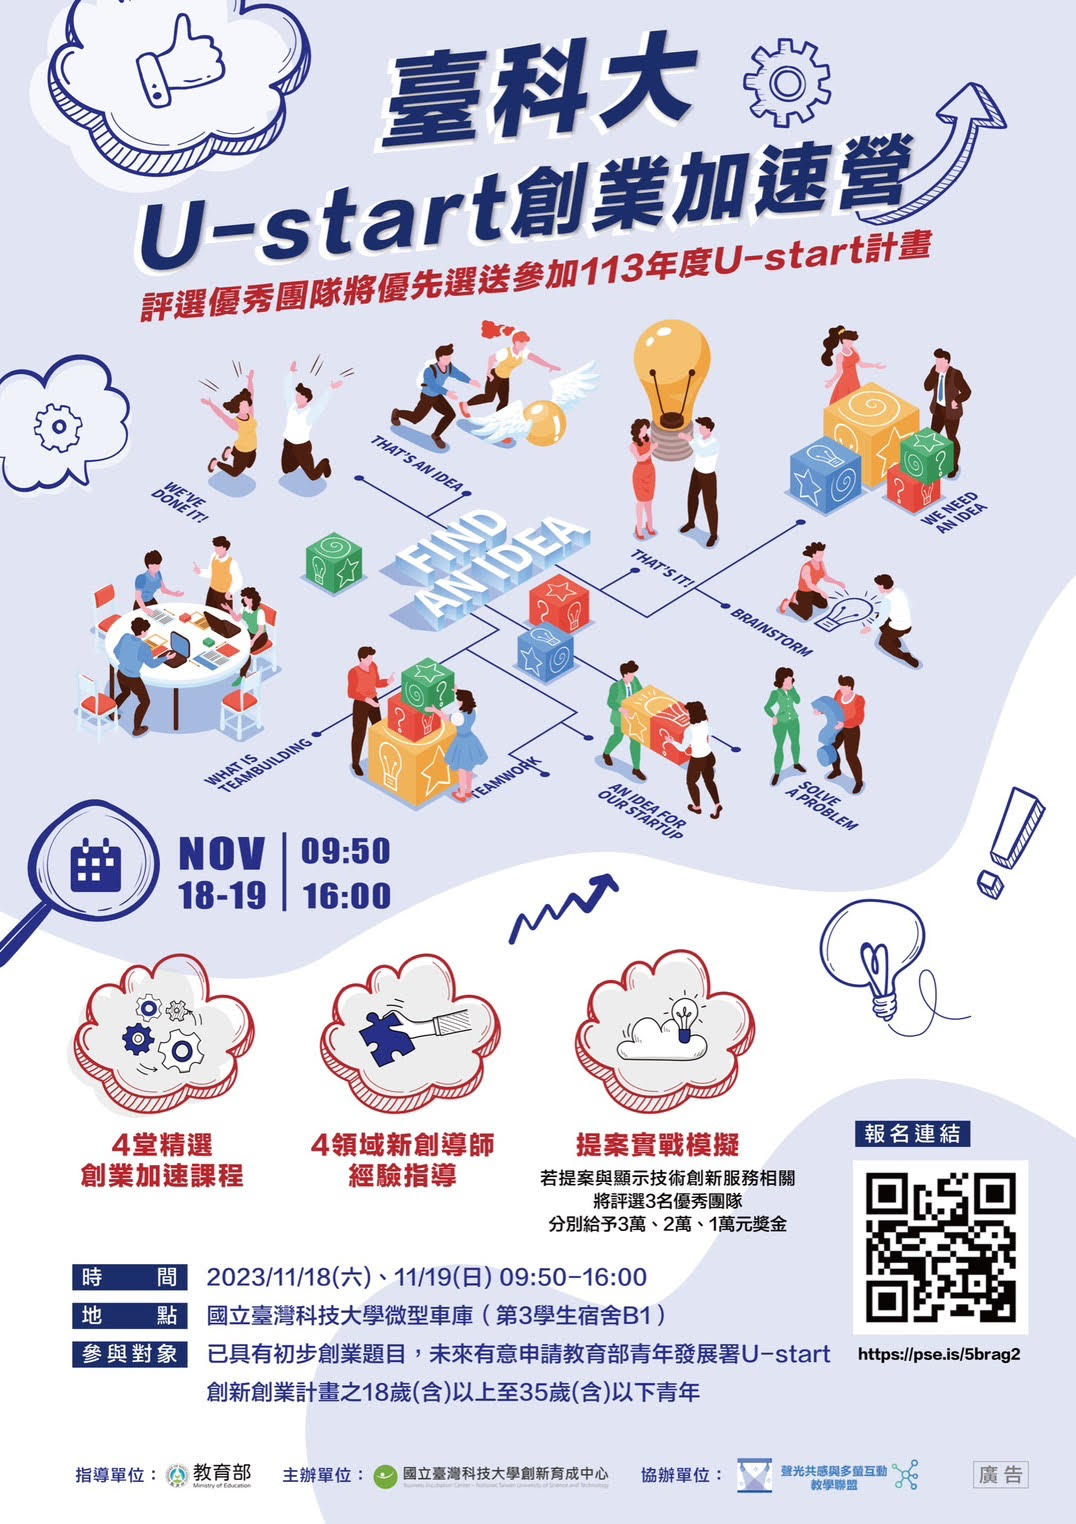 臺科大
U-start創業加速營
評選優秀團隊將優先選送參加113年度U-start計畫
WE'VE
DONE IT!
THAT'S AN IDEA
FIND
AN IDEA
THAT'S IT!
WE NEED
AN IDEA
BRAINSTORM
WHAT IS
TEAMBUILDING
TEAMWORK
AN IDEA FOR
OUR STARTUP
SOLVE
A PROBLEM
NOV
18-19
09:50
16:00
4堂精選
創業加速課程
4領域新創導師
經驗指導
提案實戰模擬
若提案與顯示技術創新服務相關
將評選3名優秀團隊
分別給予3萬、2萬、1萬元獎金
報名連結
https://pse.is/5brag2
時間 2023/11/18(六)、11/19(日) 09:50-16:00
地點 國立臺灣科技大學微型車庫（第3學生宿舍B1）
參與對象 已具有初步創業題目，未來有意申請教育部青年發展署U-start
創新創業計畫之18歲(含)以上至35歲(含)以下青年
指導單位： 教育部
Ministry of Education
主辦單位： 國立臺灣科技大學創新育成中心
Business Incubation Center - National Taiwan University of Science and Technology
協辦單位： 聲光共感與多螢互動
教學聯盟
廣告